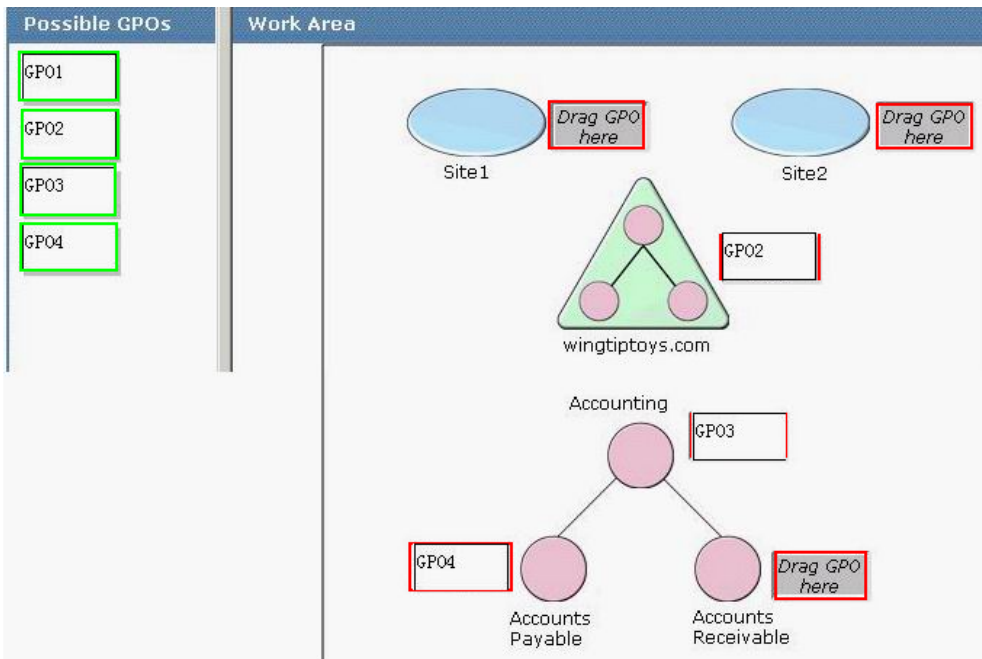 Possible GPOs
Work Area
GPO1
GPO2
GPO3
GPO4
Drag GPO
here
Site1
Drag GPO
here
Site2
GPO2
wingtiptoys.com
Accounting
GPO3
GPO4
Accounts
Payable
Drag GPO
here
Accounts
Receivable